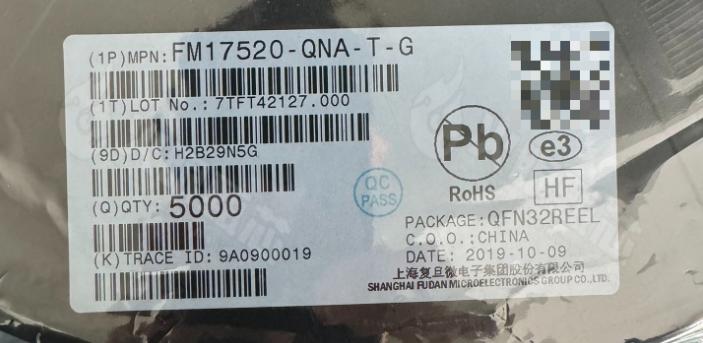 (1P)MPN:FM17520-QNA-T-G
(1T)LOT No.:7TFT42127.000
(9D)D/C:H2B29N5G
(Q)QTY:5000
(K)TRACE ID:9A0900019
QC
PASS
Pb
RoHS
e3
HF
PACKAGE:QFN32REEL
C.O.O.:CHINA
DATE: 2019-10-09
上海复旦微电子集团股份有限公司
SHANGHAI FUDAN MICROELECTRONICS GROUP CO.,LTD.